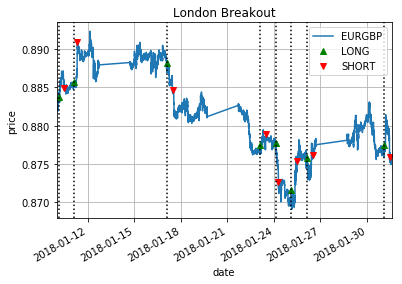 London Breakout
EURGBP
LONG
SHORT
price
0.890
0.885
0.880
0.875
0.870
2018-01-12
2018-01-15
2018-01-18
2018-01-21
2018-01-24
2018-01-27
2018-01-30
date